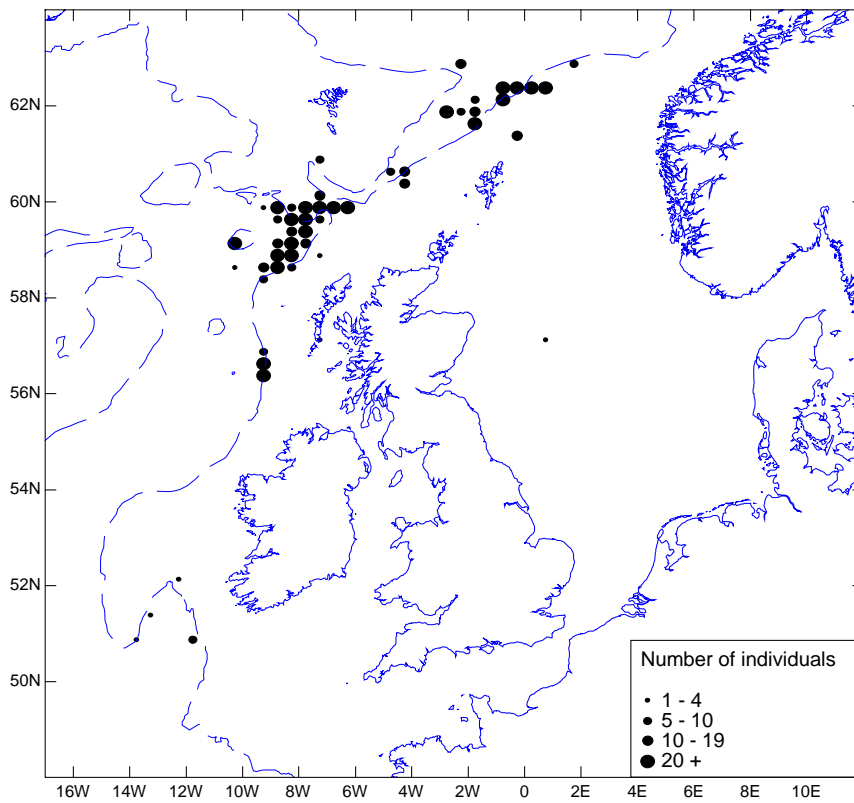 62N
60N
58N
56N
54N
52N
50N
Number of individuals
1 - 4
5 - 10
10 - 19
20 +
16W 14W 12W 10W 8W 6W 4W 2W 0 2E 4E 6E 8E 10E